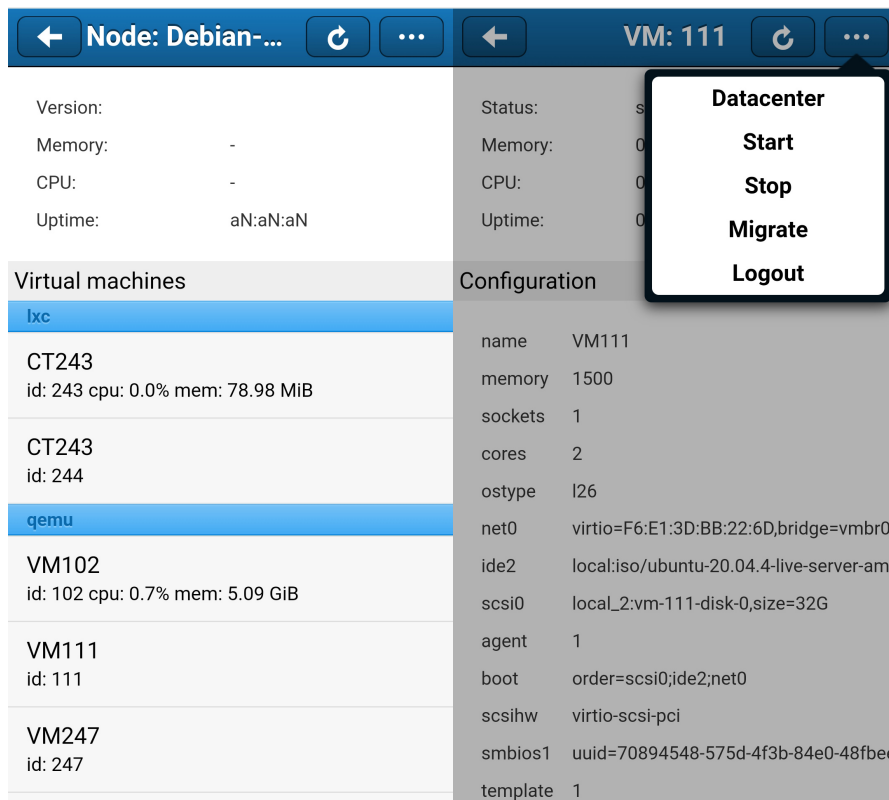 Node: Debian-...
Version:
Memory: -
CPU: -
Uptime: aN:aN:aN
Virtual machines
lxc
CT243
id: 243 cpu: 0.0% mem: 78.98 MiB
CT243
id: 244
qemu
VM102
id: 102 cpu: 0.7% mem: 5.09 GiB
VM111
id: 111
VM247
id: 247
VM: 111
Datacenter
Start
Stop
Migrate
Logout
Status: s
Memory: 0
CPU: 0
Uptime: 0
Configuration
name VM111
memory 1500
sockets 1
cores 2
ostype l26
net0 virtio=F6:E1:3D:BB:22:6D,bridge=vmbr0
ide2 local:iso/ubuntu-20.04.4-live-server-am
scsi0 local_2:vm-111-disk-0,size=32G
agent 1
boot order=scsi0;ide2;net0
scsihw virtio-scsi-pci
smbios1 uuid=70894548-575d-4f3b-84e0-48fbe
template 1